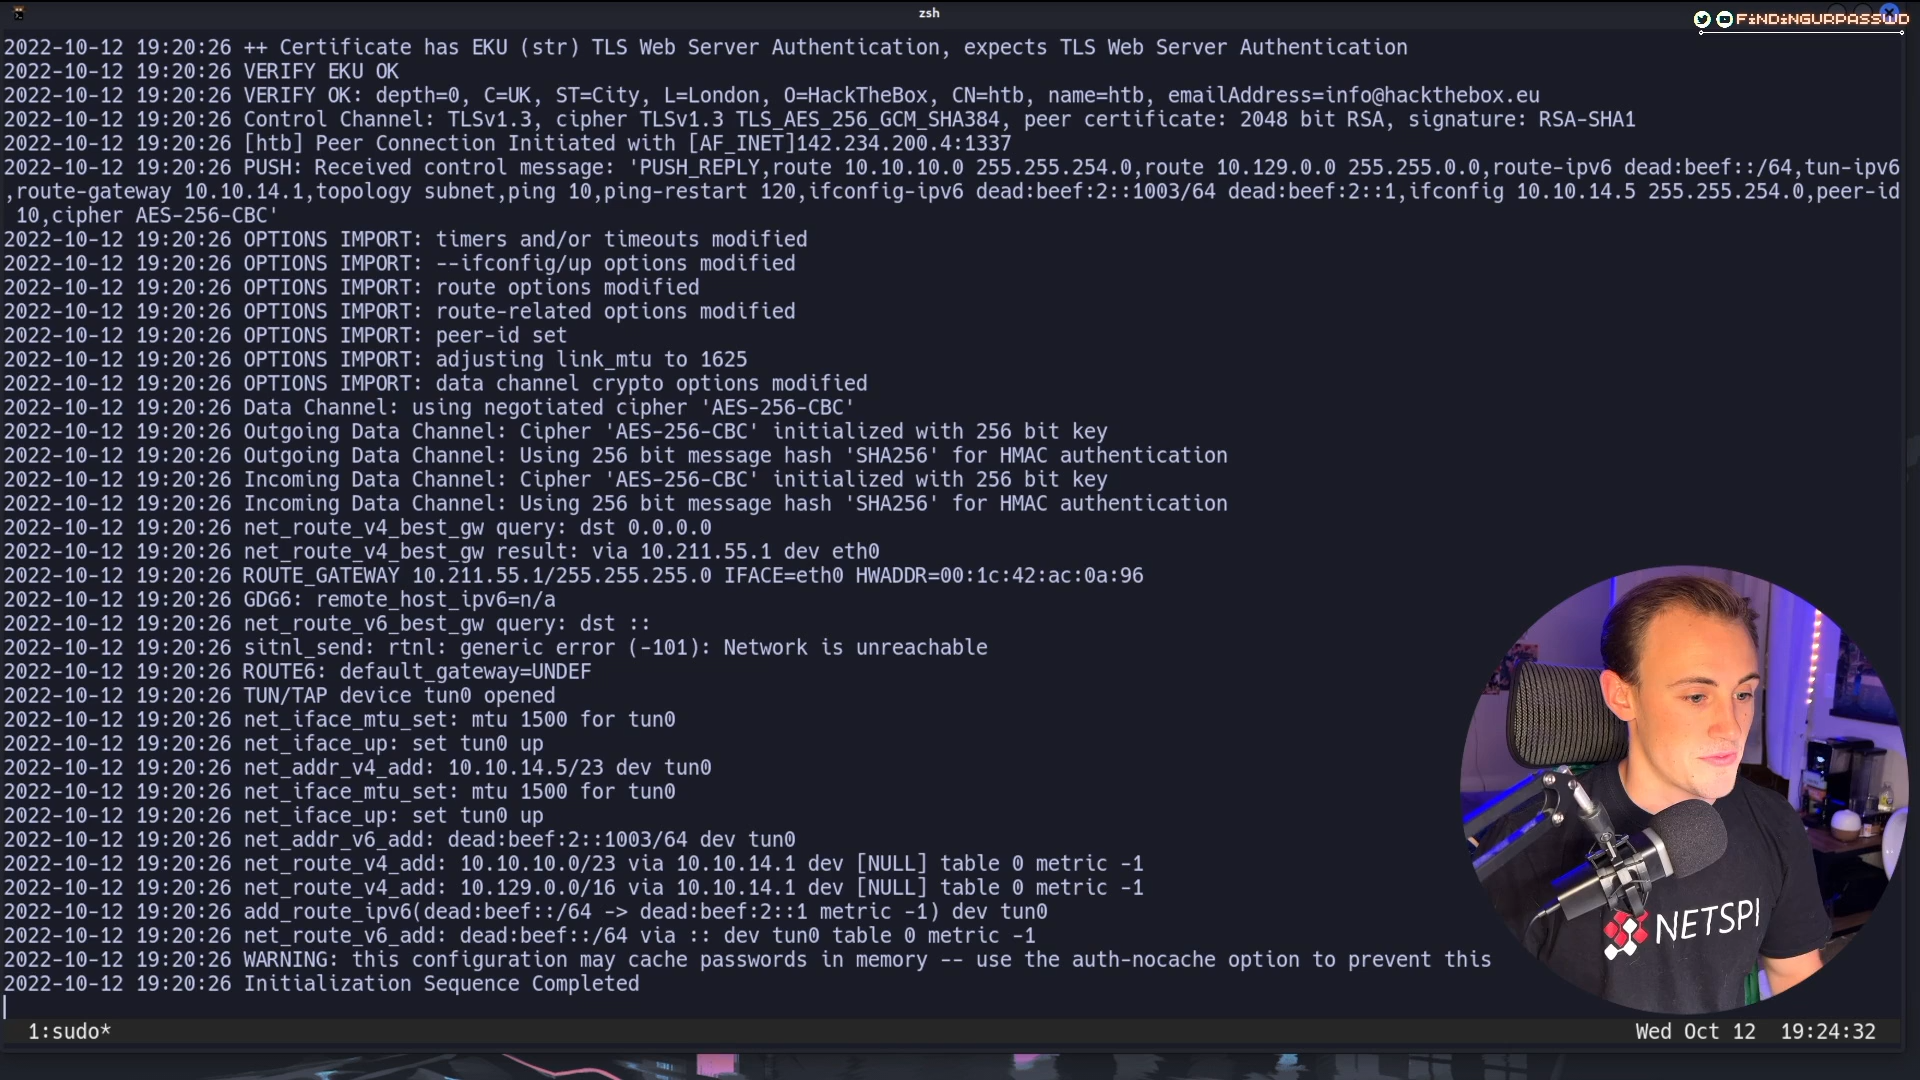 zsh
FINDINGURPASSWD
2022-10-12 19:20:26 ++ Certificate has EKU (str) TLS Web Server Authentication, expects TLS Web Server Authentication
2022-10-12 19:20:26 VERIFY EKU OK
2022-10-12 19:20:26 VERIFY OK: depth=0, C=UK, ST=City, L=London, O=HackTheBox, CN=htb, name=htb, emailAddress=info@hackthebox.eu
2022-10-12 19:20:26 Control Channel: TLSv1.3, cipher TLSv1.3 TLS_AES_256_GCM_SHA384, peer certificate: 2048 bit RSA, signature: RSA-SHA1
2022-10-12 19:20:26 [htb] Peer Connection Initiated with [AF_INET]142.234.200.4:1337
2022-10-12 19:20:26 PUSH: Received control message: 'PUSH_REPLY,route 10.10.10.0 255.255.254.0,route 10.129.0.0 255.255.0.0,route-ipv6 dead:beef::/64,tun-ipv6
,route-gateway 10.10.14.1,topology subnet,ping 10,ping-restart 120,ifconfig-ipv6 dead:beef:2::1003/64 dead:beef:2::1,ifconfig 10.10.14.5 255.255.254.0,peer-id
10,cipher AES-256-CBC'
2022-10-12 19:20:26 OPTIONS IMPORT: timers and/or timeouts modified
2022-10-12 19:20:26 OPTIONS IMPORT: --ifconfig/up options modified
2022-10-12 19:20:26 OPTIONS IMPORT: route options modified
2022-10-12 19:20:26 OPTIONS IMPORT: route-related options modified
2022-10-12 19:20:26 OPTIONS IMPORT: peer-id set
2022-10-12 19:20:26 OPTIONS IMPORT: adjusting link_mtu to 1625
2022-10-12 19:20:26 OPTIONS IMPORT: data channel crypto options modified
2022-10-12 19:20:26 Data Channel: using negotiated cipher 'AES-256-CBC'
2022-10-12 19:20:26 Outgoing Data Channel: Cipher 'AES-256-CBC' initialized with 256 bit key
2022-10-12 19:20:26 Outgoing Data Channel: Using 256 bit message hash 'SHA256' for HMAC authentication
2022-10-12 19:20:26 Incoming Data Channel: Cipher 'AES-256-CBC' initialized with 256 bit key
2022-10-12 19:20:26 Incoming Data Channel: Using 256 bit message hash 'SHA256' for HMAC authentication
2022-10-12 19:20:26 net_route_v4_best_gw query: dst 0.0.0.0
2022-10-12 19:20:26 net_route_v4_best_gw result: via 10.211.55.1 dev eth0
2022-10-12 19:20:26 ROUTE_GATEWAY 10.211.55.1/255.255.255.0 IFACE=eth0 HWADDR=00:1c:42:ac:0a:96
2022-10-12 19:20:26 GDG6: remote_host_ipv6=n/a
2022-10-12 19:20:26 net_route_v6_best_gw query: dst ::
2022-10-12 19:20:26 sitnl_send: rtnl: generic error (-101): Network is unreachable
2022-10-12 19:20:26 ROUTE6: default_gateway=UNDEF
2022-10-12 19:20:26 TUN/TAP device tun0 opened
2022-10-12 19:20:26 net_iface_mtu_set: mtu 1500 for tun0
2022-10-12 19:20:26 net_iface_up: set tun0 up
2022-10-12 19:20:26 net_addr_v4_add: 10.10.14.5/23 dev tun0
2022-10-12 19:20:26 net_iface_mtu_set: mtu 1500 for tun0
2022-10-12 19:20:26 net_iface_up: set tun0 up
2022-10-12 19:20:26 net_addr_v6_add: dead:beef:2::1003/64 dev tun0
2022-10-12 19:20:26 net_route_v4_add: 10.10.10.0/23 via 10.10.14.1 dev [NULL] table 0 metric -1
2022-10-12 19:20:26 net_route_v4_add: 10.129.0.0/16 via 10.10.14.1 dev [NULL] table 0 metric -1
2022-10-12 19:20:26 add_route_ipv6(dead:beef::/64 -> dead:beef:2::1 metric -1) dev tun0
2022-10-12 19:20:26 net_route_v6_add: dead:beef::/64 via :: dev tun0 table 0 metric -1
2022-10-12 19:20:26 WARNING: this configuration may cache passwords in memory -- use the auth-nocache option to prevent this
2022-10-12 19:20:26 Initialization Sequence Completed
NETSPI
1:sudo*
Wed Oct 12 19:24:32